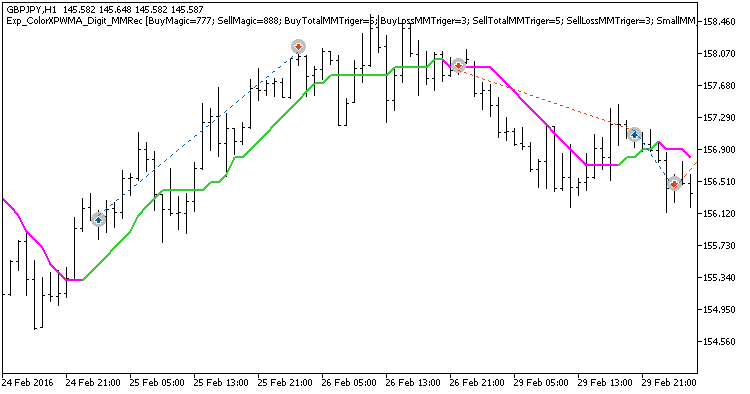 GBPJPY,H1 145.582 145.648 145.582 145.587
Exp_ColorXPWMA_Digit_MMRec [BuyMagic=777; SellMagic=888; BuyTotalMMTriger=5; BuyLossMMTriger=3; SellTotalMMTriger=5; SellLossMMTriger=3; SmallMM
158.460
158.070
157.680
157.290
156.900
156.510
156.120
155.730
155.340
154.950
154.560
24 Feb 2016
24 Feb 21:00
25 Feb 05:00
25 Feb 13:00
25 Feb 21:00
26 Feb 05:00
26 Feb 13:00
26 Feb 21:00
29 Feb 05:00
29 Feb 13:00
29 Feb 21:00